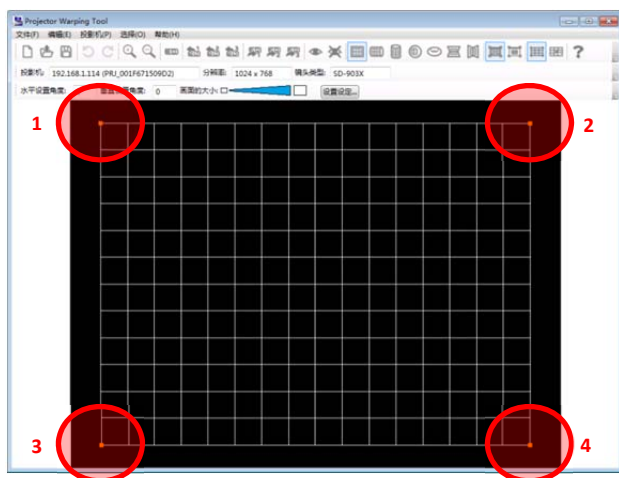 Projector Warping Tool
文件(F) 编辑(E) 投影机(P) 选择(O) 帮助(H)
投影机: 192.168.1.114 (PRJ_001F671509D2) 分辨率: 1024 x 768 镜头类型: SD-903X
水平设置角度: 设置角度: 0 画面的大小: 设置设定...
1
2
3
4